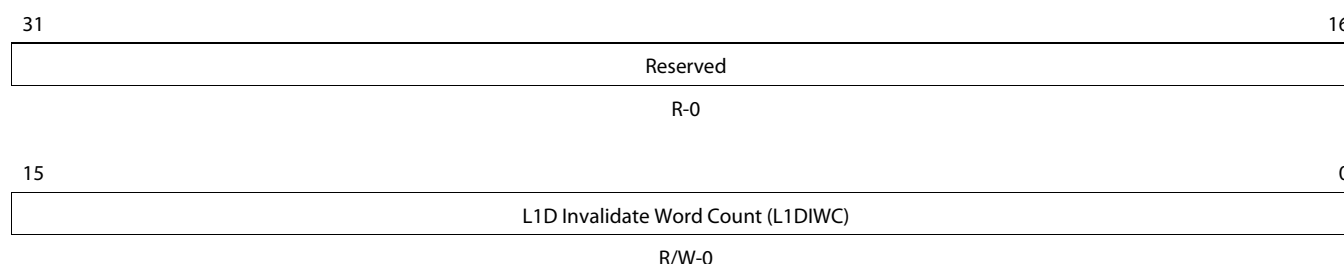 31 16
Reserved
R-0
15 0
L1D Invalidate Word Count (L1DIWC)
R/W-0